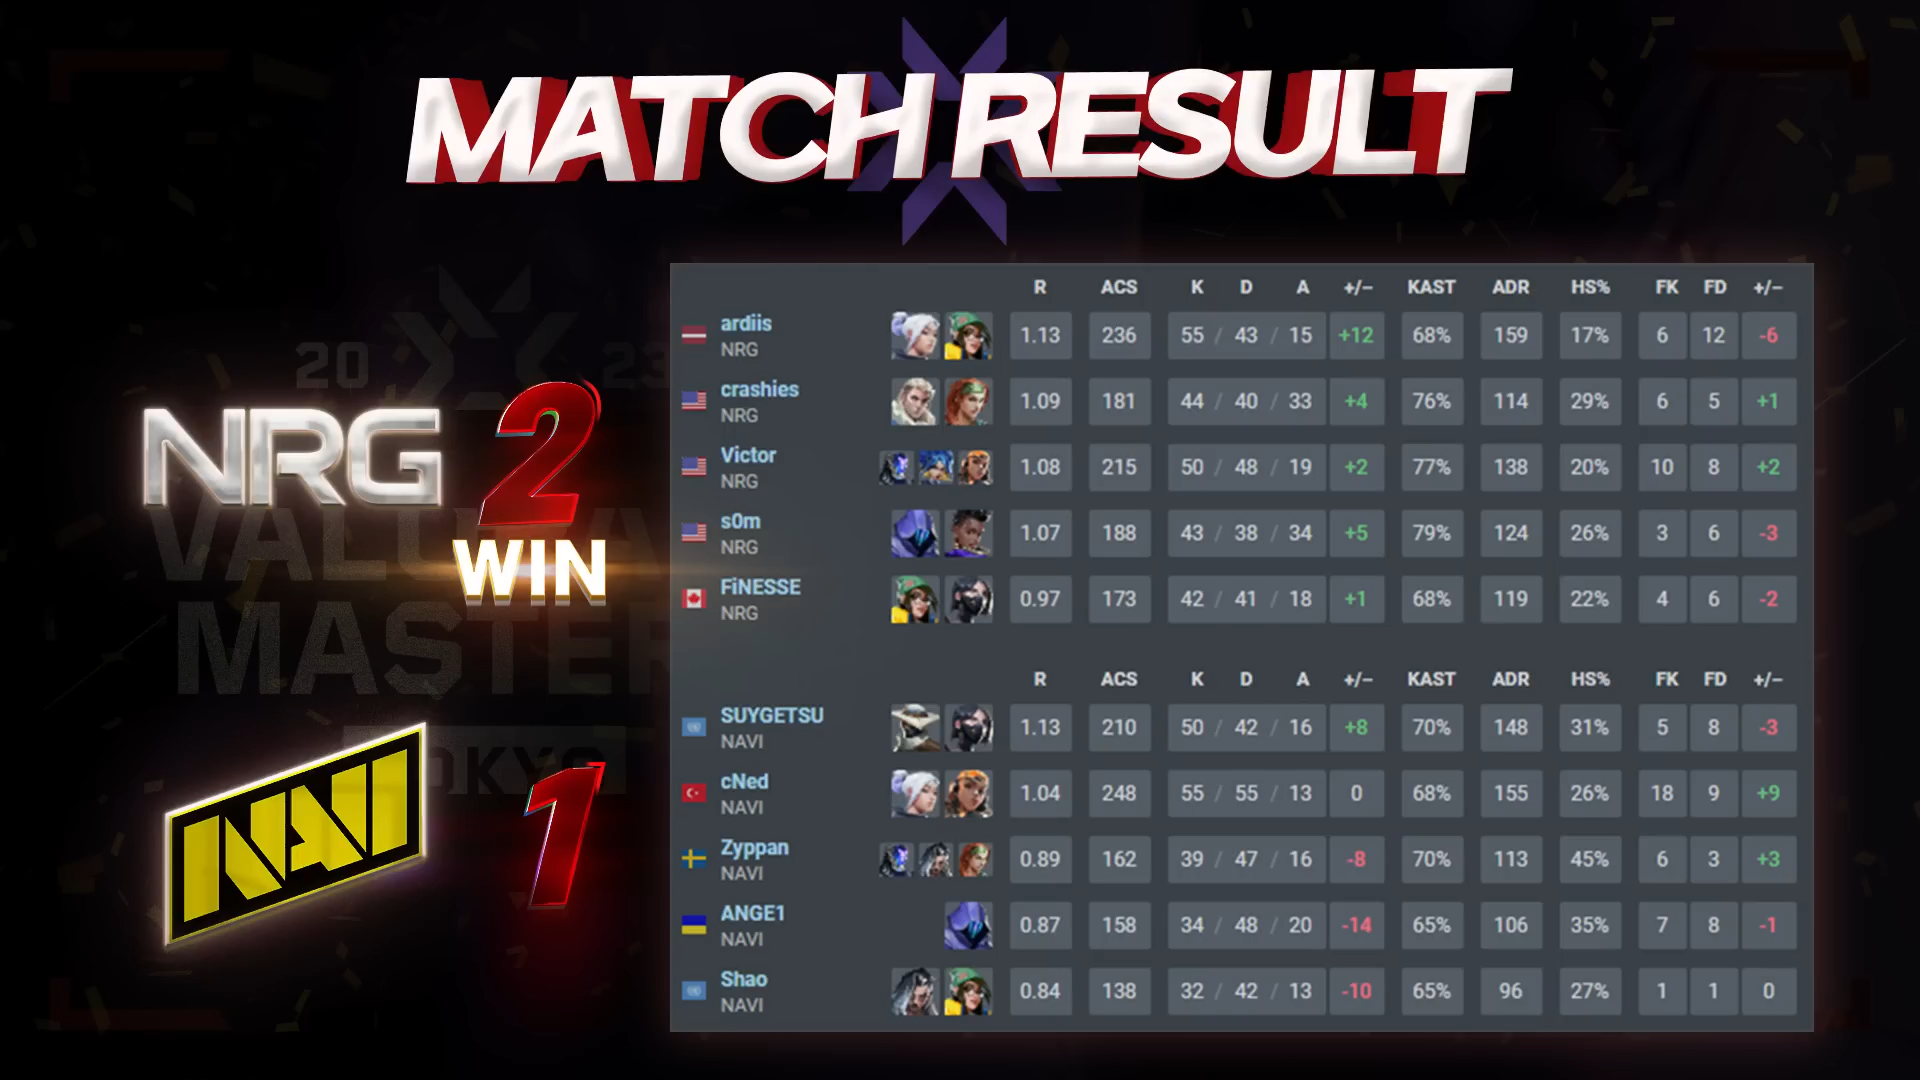 MATCH RESULT
NRG 2
WIN
NAVI 1
2023
VALO
MASTER
OKYO
R ACS K D A +/– KAST ADR HS% FK FD +/–
ardiis
NRG
1.13 236 55 / 43 / 15 +12 68% 159 17% 6 12 -6
crashies
NRG
1.09 181 44 / 40 / 33 +4 76% 114 29% 6 5 +1
Victor
NRG
1.08 215 50 / 48 / 19 +2 77% 138 20% 10 8 +2
s0m
NRG
1.07 188 43 / 38 / 34 +5 79% 124 26% 3 6 -3
FiNESSE
NRG
0.97 173 42 / 41 / 18 +1 68% 119 22% 4 6 -2
R ACS K D A +/– KAST ADR HS% FK FD +/–
SUYGETSU
NAVI
1.13 210 50 / 42 / 16 +8 70% 148 31% 5 8 -3
cNed
NAVI
1.04 248 55 / 55 / 13 0 68% 155 26% 18 9 +9
Zyppan
NAVI
0.89 162 39 / 47 / 16 -8 70% 113 45% 6 3 +3
ANGE1
NAVI
0.87 158 34 / 48 / 20 -14 65% 106 35% 7 8 -1
Shao
NAVI
0.84 138 32 / 42 / 13 -10 65% 96 27% 1 1 0